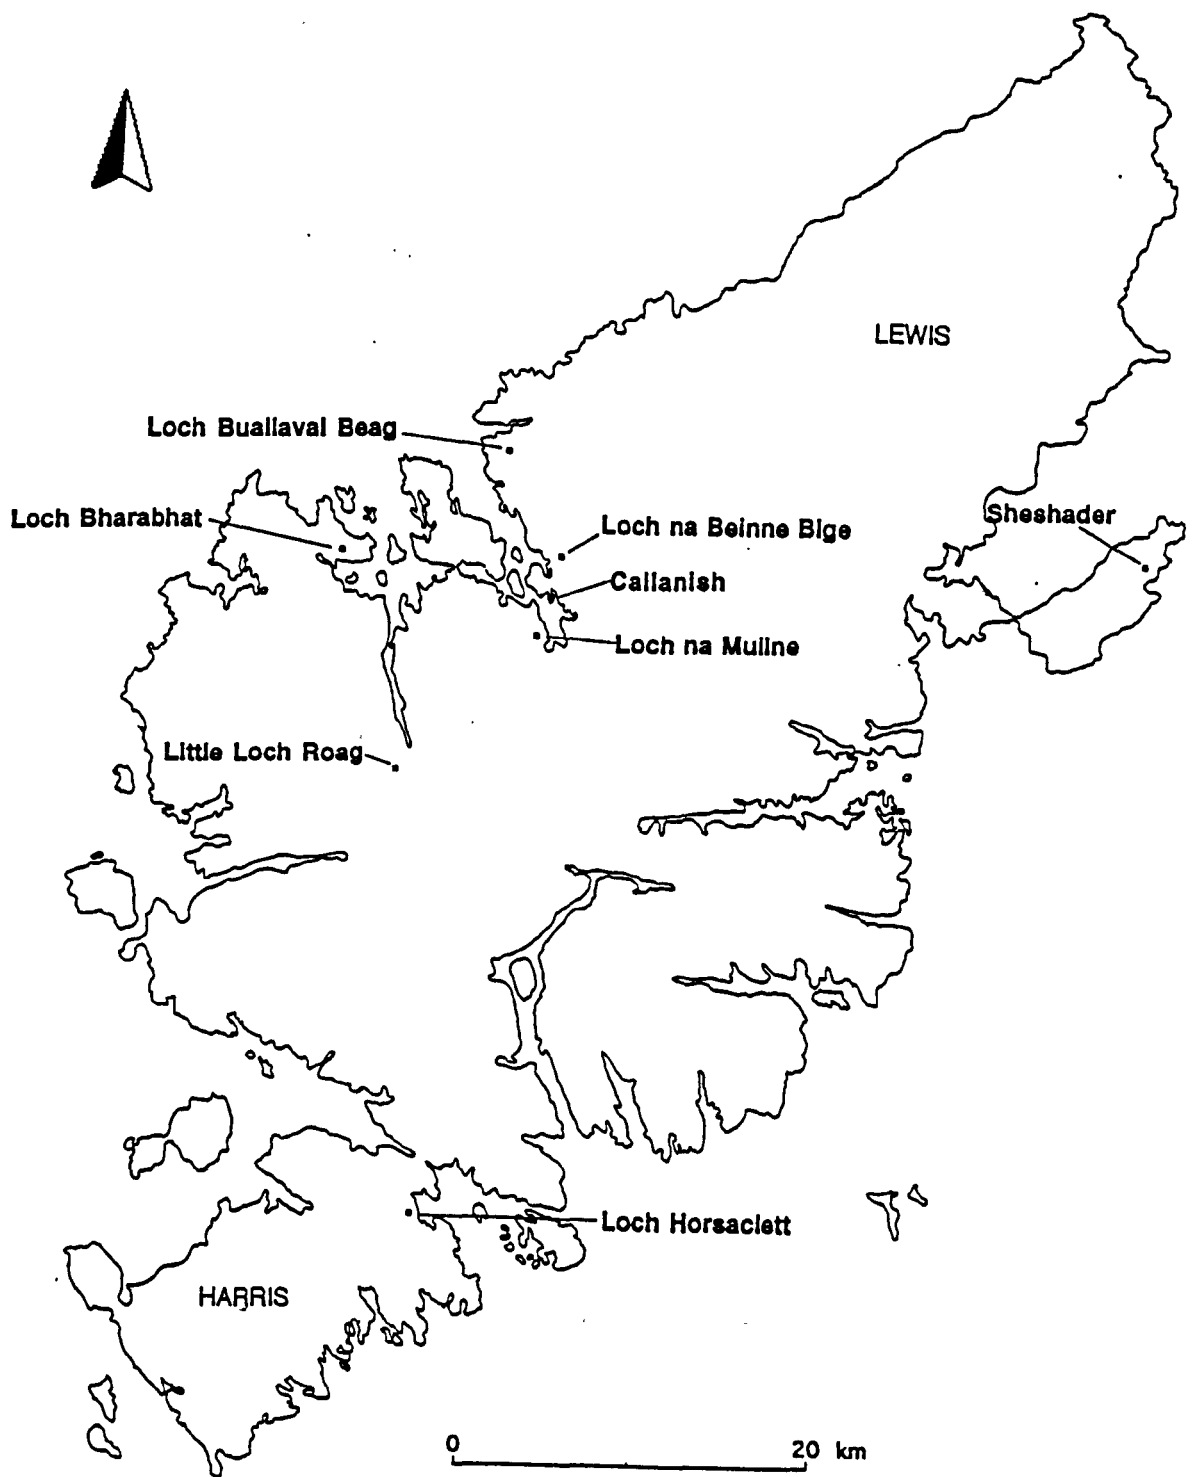 LEWIS
Loch Buailaval Beag
Loch Bharabhat
Sheshader
Loch na Beinne Bige
Callanish
Loch na Muilne
Little Loch Roag
Loch Horsaclett
HARRIS
0 20 km